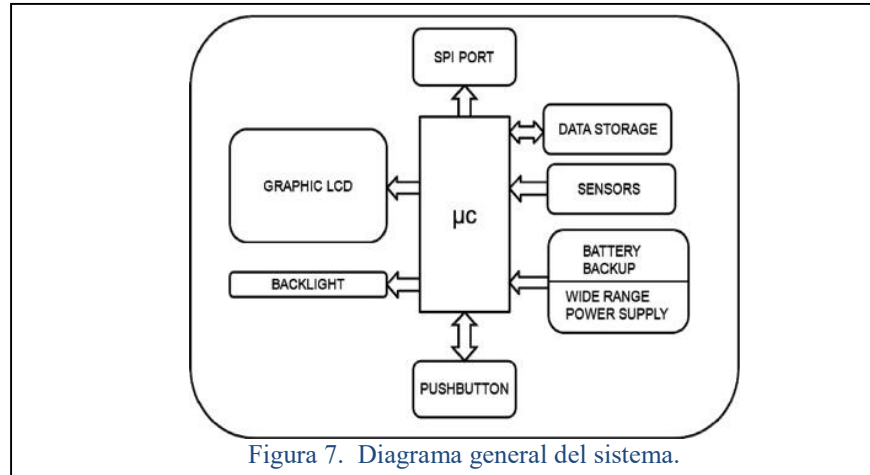 SPI PORT
DATA STORAGE
GRAPHIC LCD
SENSORS
µc
BATTERY
BACKUP
BACKLIGHT
WIDE RANGE
POWER SUPPLY
PUSHBUTTON
Figura 7. Diagrama general del sistema.